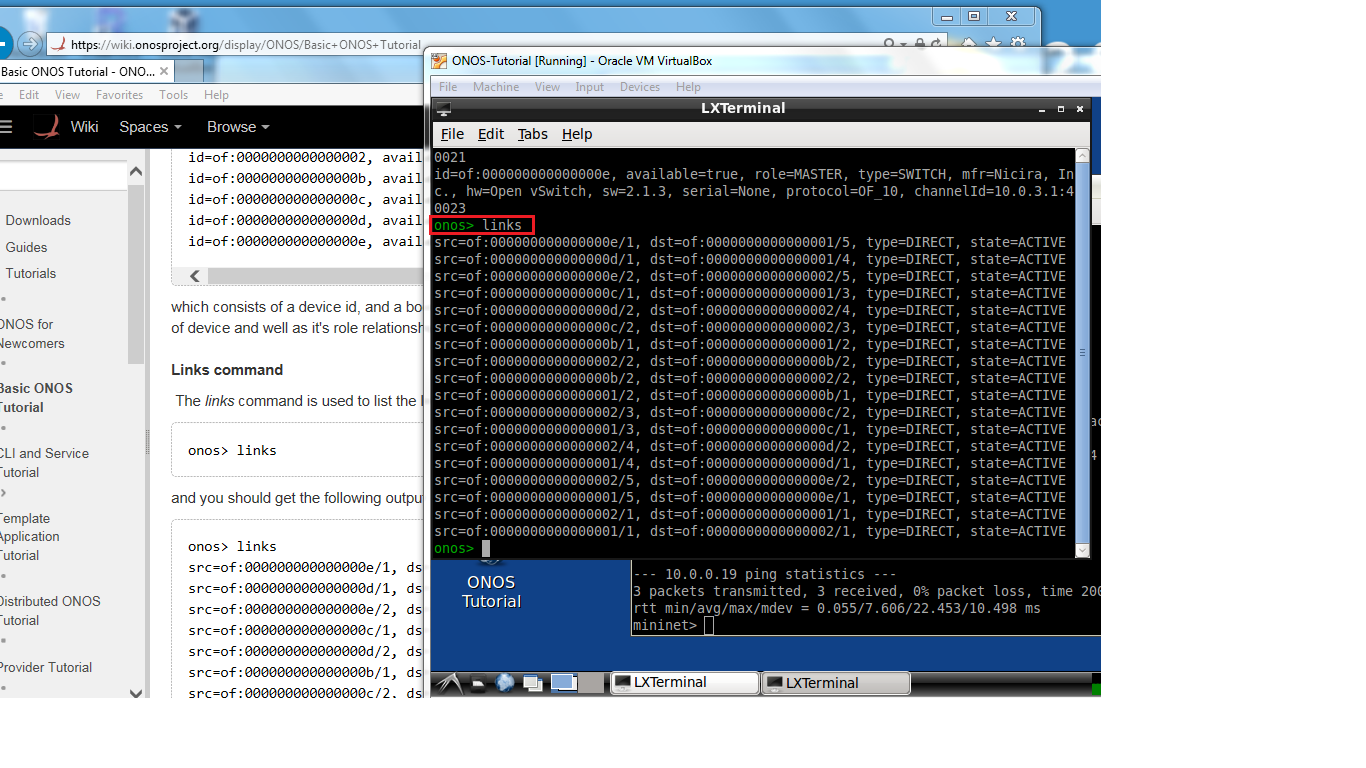 https://wiki.onosproject.org/display/ONOS/Basic+ONOS+Tutorial
Basic ONOS Tutorial - ONO...
Edit View Favorites Tools Help
Wiki Spaces Browse
Downloads
Guides
Tutorials
ONOS for
Newcomers
Basic ONOS
Tutorial
CLI and Service
Tutorial
Template
Application
Tutorial
Distributed ONOS
Tutorial
Provider Tutorial
id=of:0000000000000002, avail
id=of:000000000000000b, avail
id=of:000000000000000c, avail
id=of:000000000000000d, avail
id=of:000000000000000e, avail
which consists of a device id, and a bo
of device and well as it's role relationsh
Links command
The links command is used to list the l
onos> links
and you should get the following outpu
onos> links
src=of:000000000000000e/1, ds
src=of:000000000000000d/1, ds
src=of:000000000000000e/2, ds
src=of:000000000000000c/1, ds
src=of:000000000000000d/2, ds
src=of:000000000000000b/1, ds
src=of:000000000000000c/2, ds
ONOS-Tutorial [Running] - Oracle VM VirtualBox
File Machine View Input Devices Help
LXTerminal
File Edit Tabs Help
0021
id=of:000000000000000e, available=true, role=MASTER, type=SWITCH, mfr=Nicira, In
c., hw=Open vSwitch, sw=2.1.3, serial=None, protocol=OF_10, channelId=10.0.3.1:4
0023
onos> links
src=of:000000000000000e/1, dst=of:0000000000000001/5, type=DIRECT, state=ACTIVE
src=of:000000000000000d/1, dst=of:0000000000000001/4, type=DIRECT, state=ACTIVE
src=of:000000000000000e/2, dst=of:0000000000000002/5, type=DIRECT, state=ACTIVE
src=of:000000000000000c/1, dst=of:0000000000000001/3, type=DIRECT, state=ACTIVE
src=of:000000000000000d/2, dst=of:0000000000000002/4, type=DIRECT, state=ACTIVE
src=of:000000000000000c/2, dst=of:0000000000000002/3, type=DIRECT, state=ACTIVE
src=of:000000000000000b/1, dst=of:0000000000000001/2, type=DIRECT, state=ACTIVE
src=of:0000000000000002/2, dst=of:000000000000000b/2, type=DIRECT, state=ACTIVE
src=of:000000000000000b/2, dst=of:0000000000000002/2, type=DIRECT, state=ACTIVE
src=of:0000000000000001/2, dst=of:000000000000000b/1, type=DIRECT, state=ACTIVE
src=of:0000000000000002/3, dst=of:000000000000000c/2, type=DIRECT, state=ACTIVE
src=of:0000000000000001/3, dst=of:000000000000000c/1, type=DIRECT, state=ACTIVE
src=of:0000000000000002/4, dst=of:000000000000000d/2, type=DIRECT, state=ACTIVE
src=of:0000000000000001/4, dst=of:000000000000000d/1, type=DIRECT, state=ACTIVE
src=of:0000000000000002/5, dst=of:000000000000000e/2, type=DIRECT, state=ACTIVE
src=of:0000000000000001/5, dst=of:000000000000000e/1, type=DIRECT, state=ACTIVE
src=of:0000000000000002/1, dst=of:0000000000000001/1, type=DIRECT, state=ACTIVE
src=of:0000000000000001/1, dst=of:0000000000000002/1, type=DIRECT, state=ACTIVE
onos>
ONOS
Tutorial
--- 10.0.0.19 ping statistics ---
3 packets transmitted, 3 received, 0% packet loss, time 200
rtt min/avg/max/mdev = 0.055/7.606/22.453/10.498 ms
mininet>
LXTerminal LXTerminal